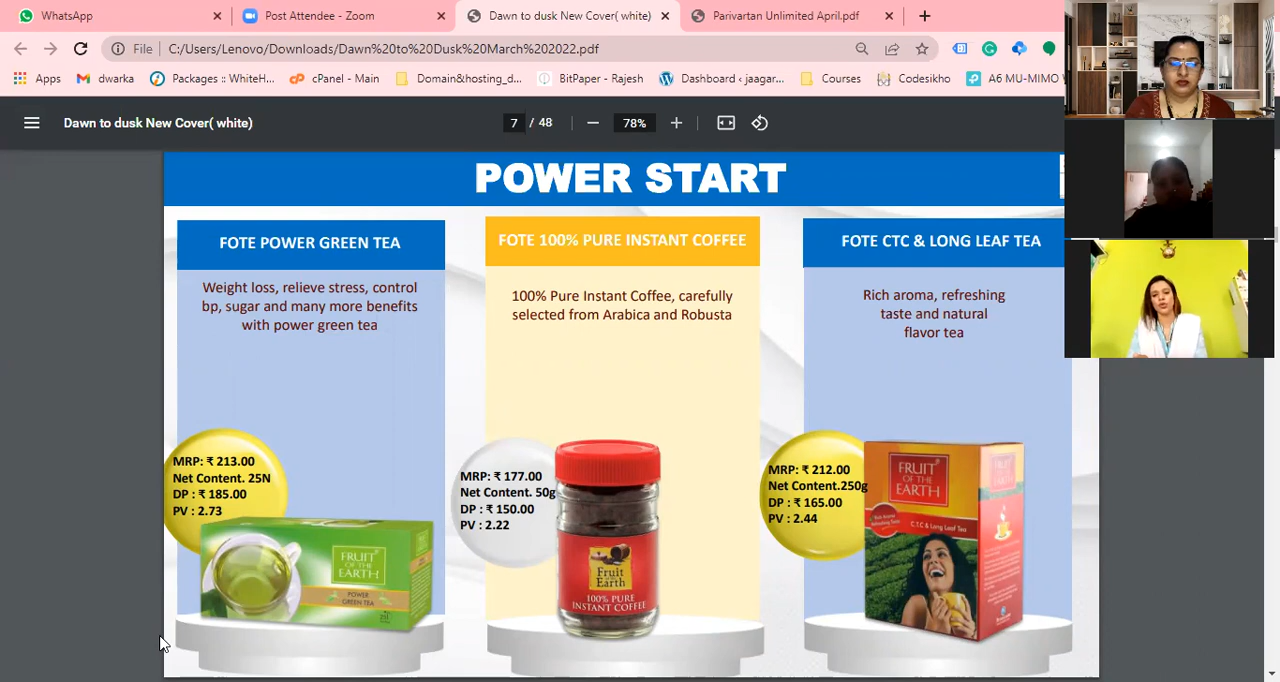 WhatsApp
Post Attendee - Zoom
Dawn to dusk New Cover( white)
Parivartan Unlimited April.pdf
File
C:/Users/Lenovo/Downloads/Dawn%20to%20Dusk%20March%202022.pdf
Apps
dwarka
Packages :: WhiteH...
cPanel - Main
Domain&hosting_d...
BitPaper - Rajesh
Dashboard ‹ jaagar...
Courses
Codesikho
A6 MU-MIMO
Dawn to dusk New Cover( white)
7 / 48
78%
POWER START
FOTE POWER GREEN TEA
Weight loss, relieve stress, control
bp, sugar and many more benefits
with power green tea
MRP: ₹ 213.00
Net Content. 25N
DP : ₹ 185.00
PV : 2.73
FRUIT
OF THE
EARTH
POWER
GREEN TEA
FOTE 100% PURE INSTANT COFFEE
100% Pure Instant Coffee, carefully
selected from Arabica and Robusta
MRP: ₹ 177.00
Net Content. 50g
DP : ₹ 150.00
PV : 2.22
Fruit
of the
Earth
100% PURE
INSTANT COFFEE
FOTE CTC & LONG LEAF TEA
Rich aroma, refreshing
taste and natural
flavor tea
MRP: ₹ 212.00
Net Content.250g
DP : ₹ 165.00
PV : 2.44
FRUIT
OF THE
EARTH
Rich Aroma
Refreshing Taste
C.T.C & Long Leaf Tea